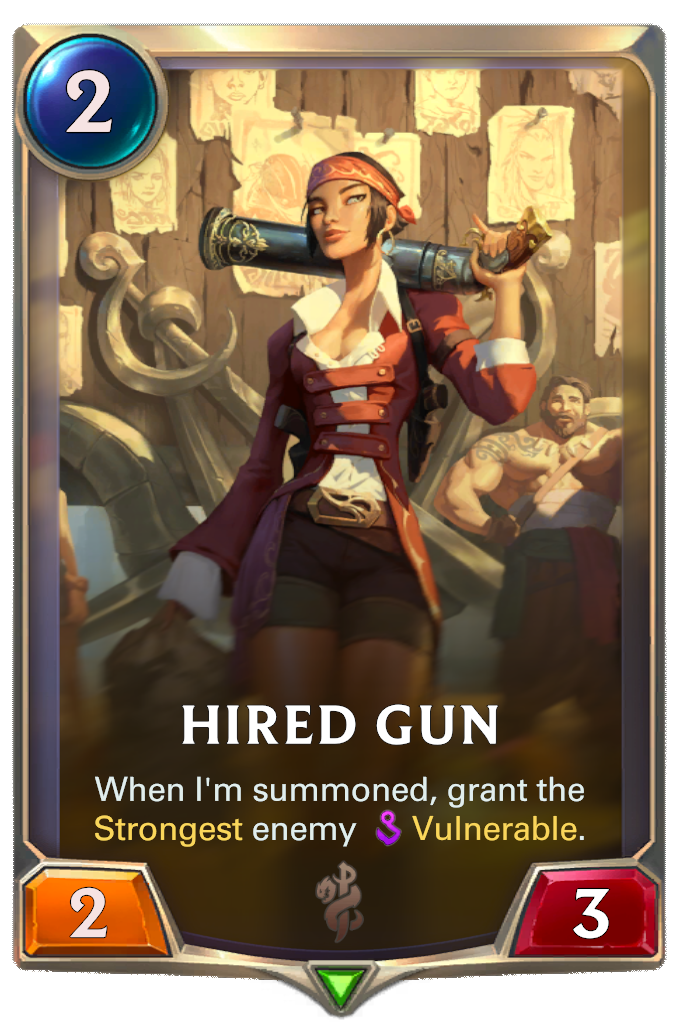 2
HIRED GUN
When I'm summoned, grant the
Strongest enemy Vulnerable.
2
3